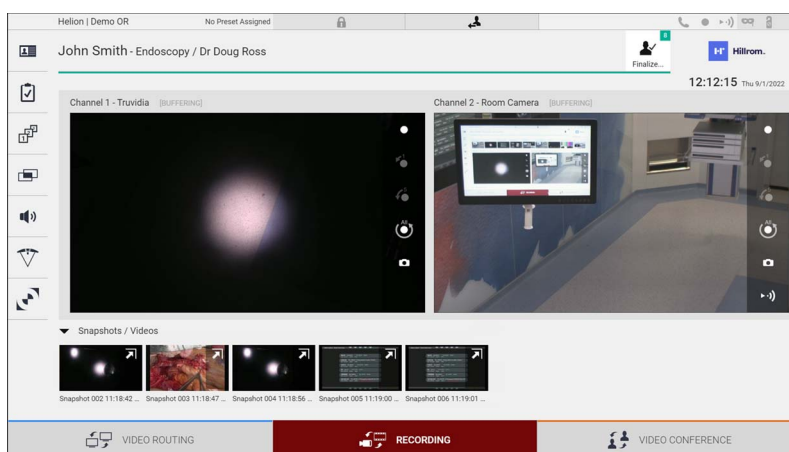 Helion | Demo OR
No Preset Assigned
John Smith - Endoscopy / Dr Doug Ross
8
Finalize...
H Hillrom.
12:12:15 Thu 9/1/2022
Channel 1 - Truvidia [BUFFERING]
Channel 2 - Room Camera [BUFFERING]
All
All
Snapshots / Videos
Snapshot 002 11:18:42 ...
Snapshot 003 11:18:47 ...
Snapshot 004 11:18:56 ...
Snapshot 005 11:19:00 ...
Snapshot 006 11:19:01 ...
VIDEO ROUTING
RECORDING
VIDEO CONFERENCE